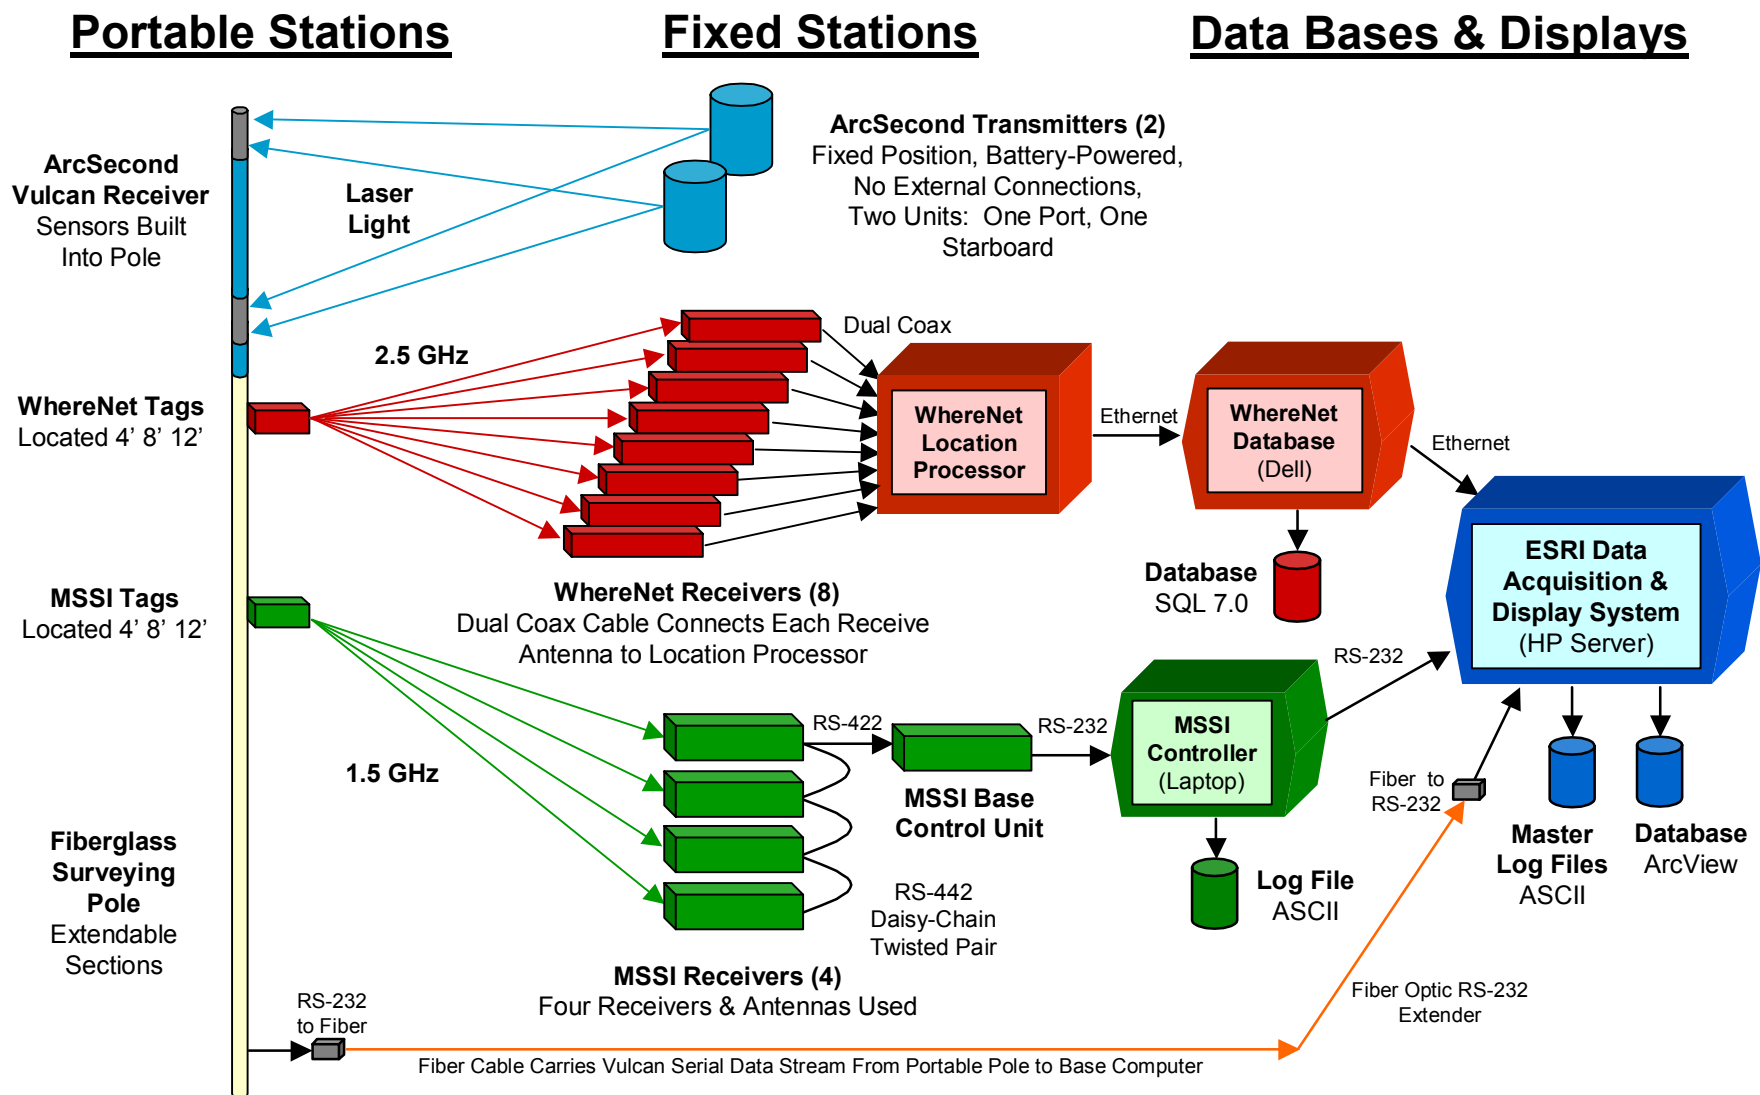 Portable Stations
Fixed Stations
Data Bases & Displays
ArcSecond
Vulcan Receiver
Sensors Built
Into Pole
Laser
Light
ArcSecond Transmitters (2)
Fixed Position, Battery-Powered,
No External Connections,
Two Units:  One Port, One
Starboard
2.5 GHz
Dual Coax
WhereNet Tags
Located 4’ 8’ 12’
WhereNet
Location
Processor
Ethernet
WhereNet
Database
(Dell)
Ethernet
ESRI Data
Acquisition &
Display System
(HP Server)
Database
SQL 7.0
WhereNet Receivers (8)
Dual Coax Cable Connects Each Receive
Antenna to Location Processor
MSSI Tags
Located 4’ 8’ 12’
1.5 GHz
RS-422
RS-232
MSSI Base
Control Unit
MSSI
Controller
(Laptop)
RS-232
Fiber to
RS-232
Master
Log Files
ASCII
Database
ArcView
Log File
ASCII
RS-442
Daisy-Chain
Twisted Pair
MSSI Receivers (4)
Four Receivers & Antennas Used
Fiberglass
Surveying
Pole
Extendable
Sections
RS-232
to Fiber
Fiber Optic RS-232
Extender
Fiber Cable Carries Vulcan Serial Data Stream From Portable Pole to Base Computer